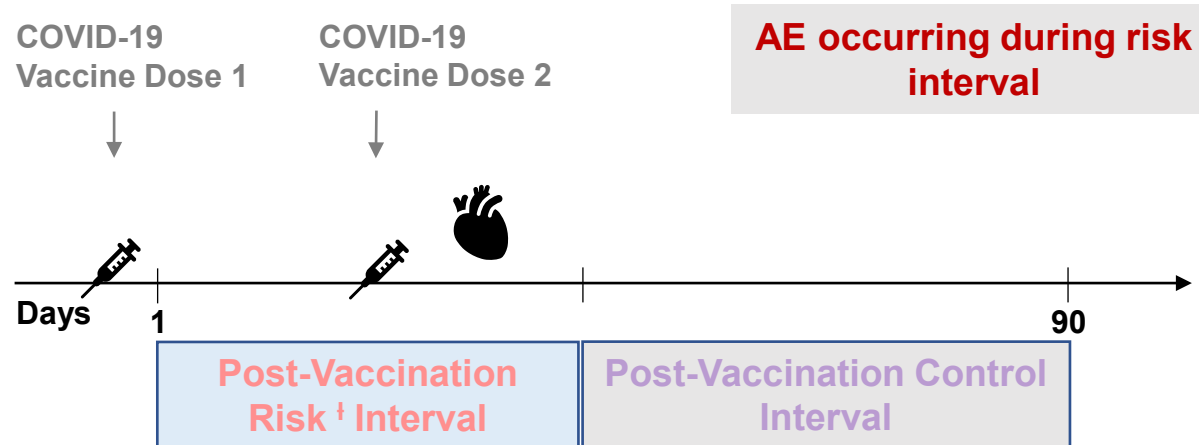 COVID-19
Vaccine Dose 1
COVID-19
Vaccine Dose 2
AE occurring during risk
interval
Days
1
90
Post-Vaccination
Risk ƚ Interval
Post-Vaccination Control
Interval